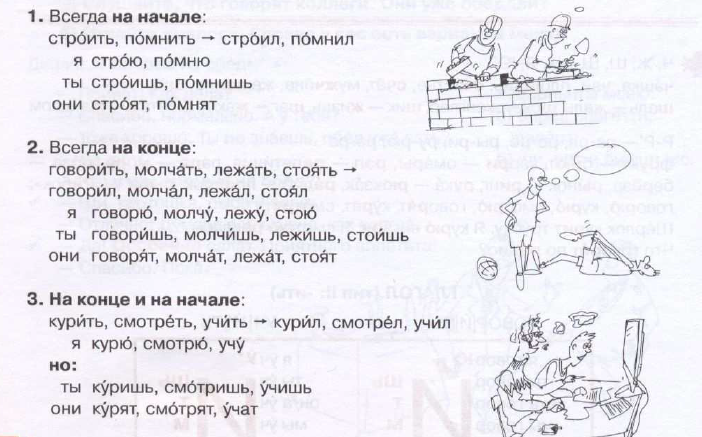 1. Всегда на начале:
стро́ить, по́мнить → стро́ил, по́мнил
я стро́ю, по́мню
ты стро́ишь, по́мнишь
они стро́ят, по́мнят
2. Всегда на конце:
говори́ть, молча́ть, лежа́ть, стоя́ть →
говори́л, молча́л, лежа́л, стоя́л
я говорю́, молчу́, лежу́, стою́
ты говори́шь, молчи́шь, лежи́шь, стои́шь
они говоря́т, молча́т, лежа́т, стоя́т
3. На конце и на начале:
кури́ть, смотре́ть, учи́ть → кури́л, смотре́л, учи́л
я курю́, смотрю́, учу́
но:
ты ку́ришь, смо́тришь, у́чишь
они ку́рят, смо́трят, у́чат